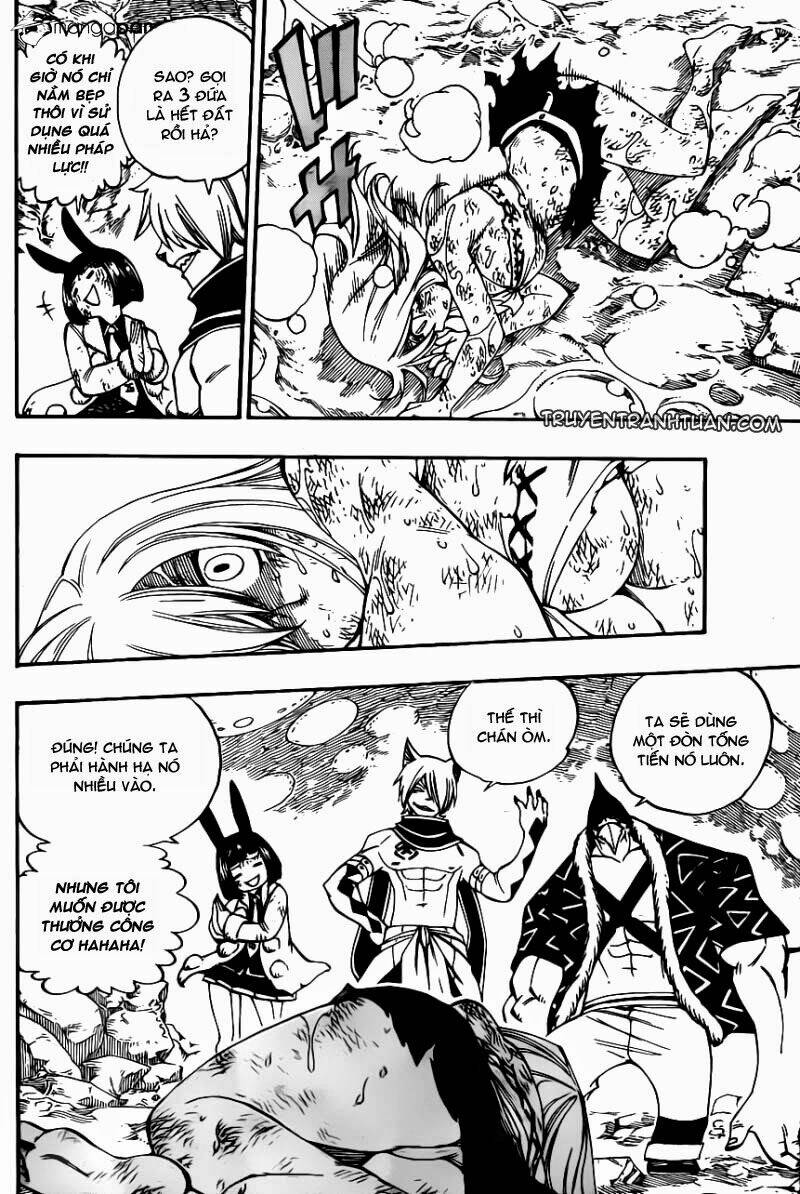 SAO? GỌI
RA 3 ĐỨA
LÀ HẾT ĐẤT
RỒI HẢ?
CÓ KHI
GIỜ NÓ CHỈ
NẰM BẸP
THÔI VÌ SỬ
DỤNG QUÁ
NHIỀU PHÁP
LỰC!!
TRUYENTRANHTUAN.COM
ĐÚNG! CHÚNG TA
PHẢI HÀNH HẠ NÓ
NHIỀU VÀO.
THẾ THÌ
CHÁN ÒM.
TA SẼ DÙNG
MỘT ĐÒN TỐNG
TIỄN NÓ LUÔN.
NHƯNG TÔI
MUỐN ĐƯỢC
THƯỞNG CÔNG
CƠ HAHAHA!